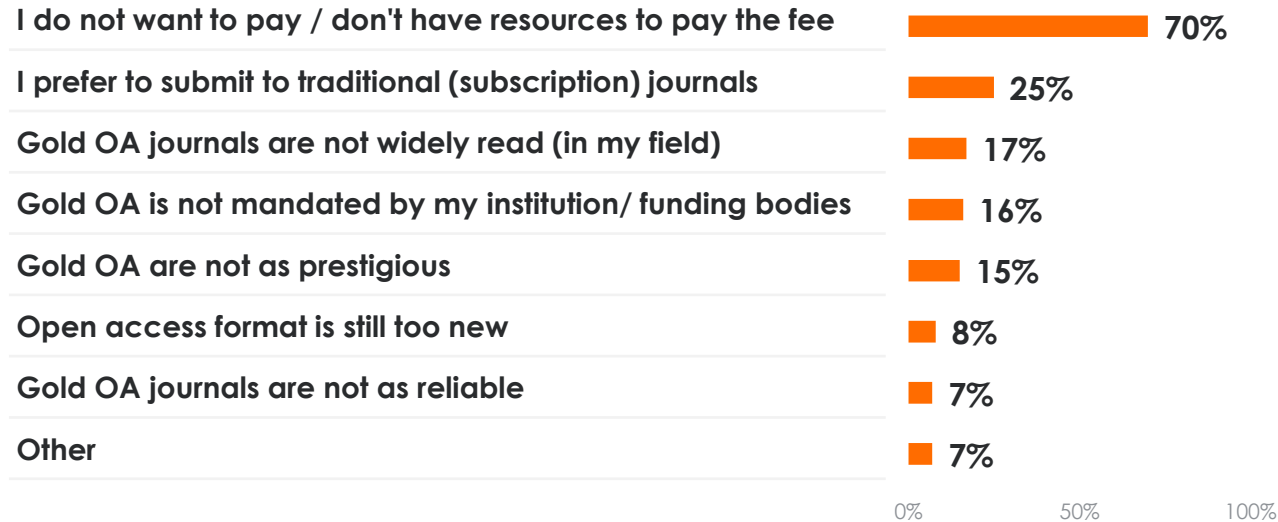 I do not want to pay / don't have resources to pay the fee 70%
I prefer to submit to traditional (subscription) journals 25%
Gold OA journals are not widely read (in my field) 17%
Gold OA is not mandated by my institution/ funding bodies 16%
Gold OA are not as prestigious 15%
Open access format is still too new 8%
Gold OA journals are not as reliable 7%
Other 7%
0% 50% 100%